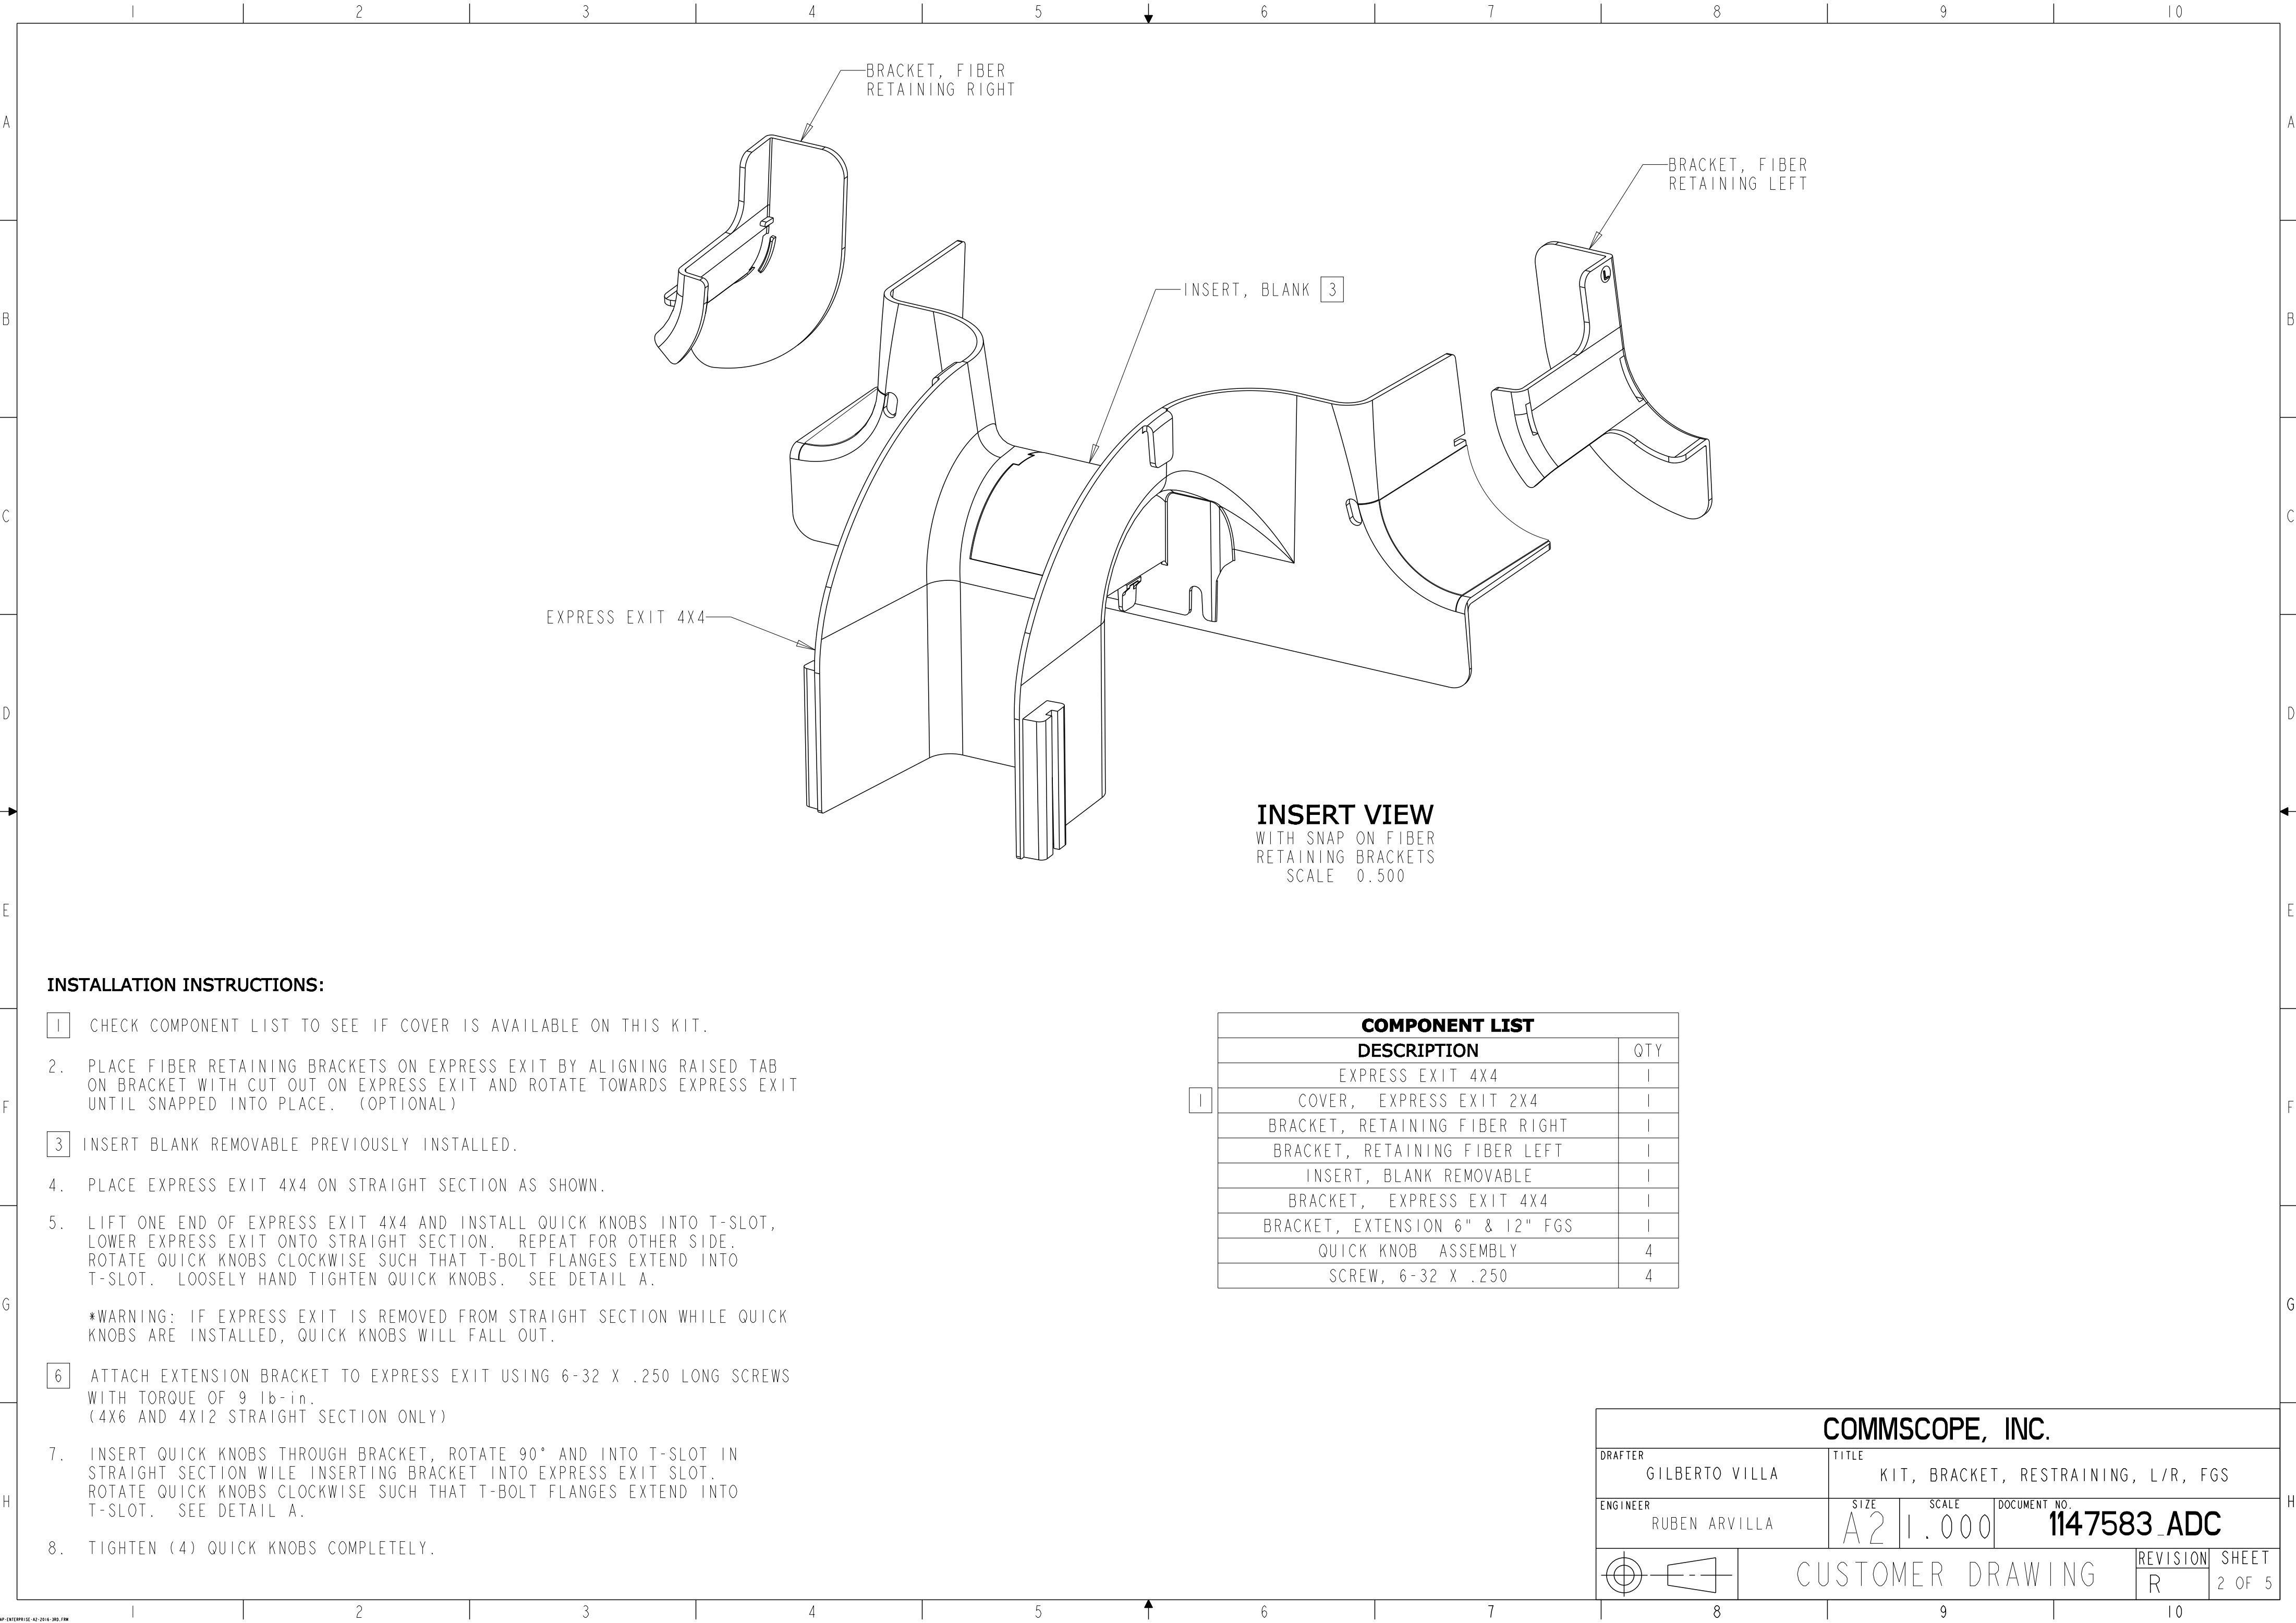 1 2 3 4 5 6 7 8 9 10
A A
B B
C C
D D
E E
F F
G G
H H
BRACKET, FIBER
RETAINING RIGHT
BRACKET, FIBER
RETAINING LEFT
L
INSERT, BLANK 3
EXPRESS EXIT 4X4
INSERT VIEW
WITH SNAP ON FIBER
RETAINING BRACKETS
SCALE 0.500
INSTALLATION INSTRUCTIONS:
1 CHECK COMPONENT LIST TO SEE IF COVER IS AVAILABLE ON THIS KIT.
2. PLACE FIBER RETAINING BRACKETS ON EXPRESS EXIT BY ALIGNING RAISED TAB
ON BRACKET WITH CUT OUT ON EXPRESS EXIT AND ROTATE TOWARDS EXPRESS EXIT
UNTIL SNAPPED INTO PLACE. (OPTIONAL)
3 INSERT BLANK REMOVABLE PREVIOUSLY INSTALLED.
4. PLACE EXPRESS EXIT 4X4 ON STRAIGHT SECTION AS SHOWN.
5. LIFT ONE END OF EXPRESS EXIT 4X4 AND INSTALL QUICK KNOBS INTO T-SLOT,
LOWER EXPRESS EXIT ONTO STRAIGHT SECTION. REPEAT FOR OTHER SIDE.
ROTATE QUICK KNOBS CLOCKWISE SUCH THAT T-BOLT FLANGES EXTEND INTO
T-SLOT. LOOSELY HAND TIGHTEN QUICK KNOBS. SEE DETAIL A.
*WARNING: IF EXPRESS EXIT IS REMOVED FROM STRAIGHT SECTION WHILE QUICK
KNOBS ARE INSTALLED, QUICK KNOBS WILL FALL OUT.
6 ATTACH EXTENSION BRACKET TO EXPRESS EXIT USING 6-32 X .250 LONG SCREWS
WITH TORQUE OF 9 lb-in.
(4X6 AND 4X12 STRAIGHT SECTION ONLY)
7. INSERT QUICK KNOBS THROUGH BRACKET, ROTATE 90° AND INTO T-SLOT IN
STRAIGHT SECTION WILE INSERTING BRACKET INTO EXPRESS EXIT SLOT.
ROTATE QUICK KNOBS CLOCKWISE SUCH THAT T-BOLT FLANGES EXTEND INTO
T-SLOT. SEE DETAIL A.
8. TIGHTEN (4) QUICK KNOBS COMPLETELY.
COMPONENT LIST
DESCRIPTION QTY
EXPRESS EXIT 4X4 1
1 COVER, EXPRESS EXIT 2X4 1
BRACKET, RETAINING FIBER RIGHT 1
BRACKET, RETAINING FIBER LEFT 1
INSERT, BLANK REMOVABLE 1
BRACKET, EXPRESS EXIT 4X4 1
BRACKET, EXTENSION 6" & 12" FGS 1
QUICK KNOB ASSEMBLY 4
SCREW, 6-32 X .250 4
COMMSCOPE, INC.
DRAFTER
GILBERTO VILLA
TITLE
KIT, BRACKET, RESTRAINING, L/R, FGS
ENGINEER
RUBEN ARVILLA
SIZE
A2
SCALE
1.000
DOCUMENT NO.
1147583_ADC
CUSTOMER DRAWING
REVISION
R
SHEET
2 OF 5
1 2 3 4 5 6 7 8 9 10